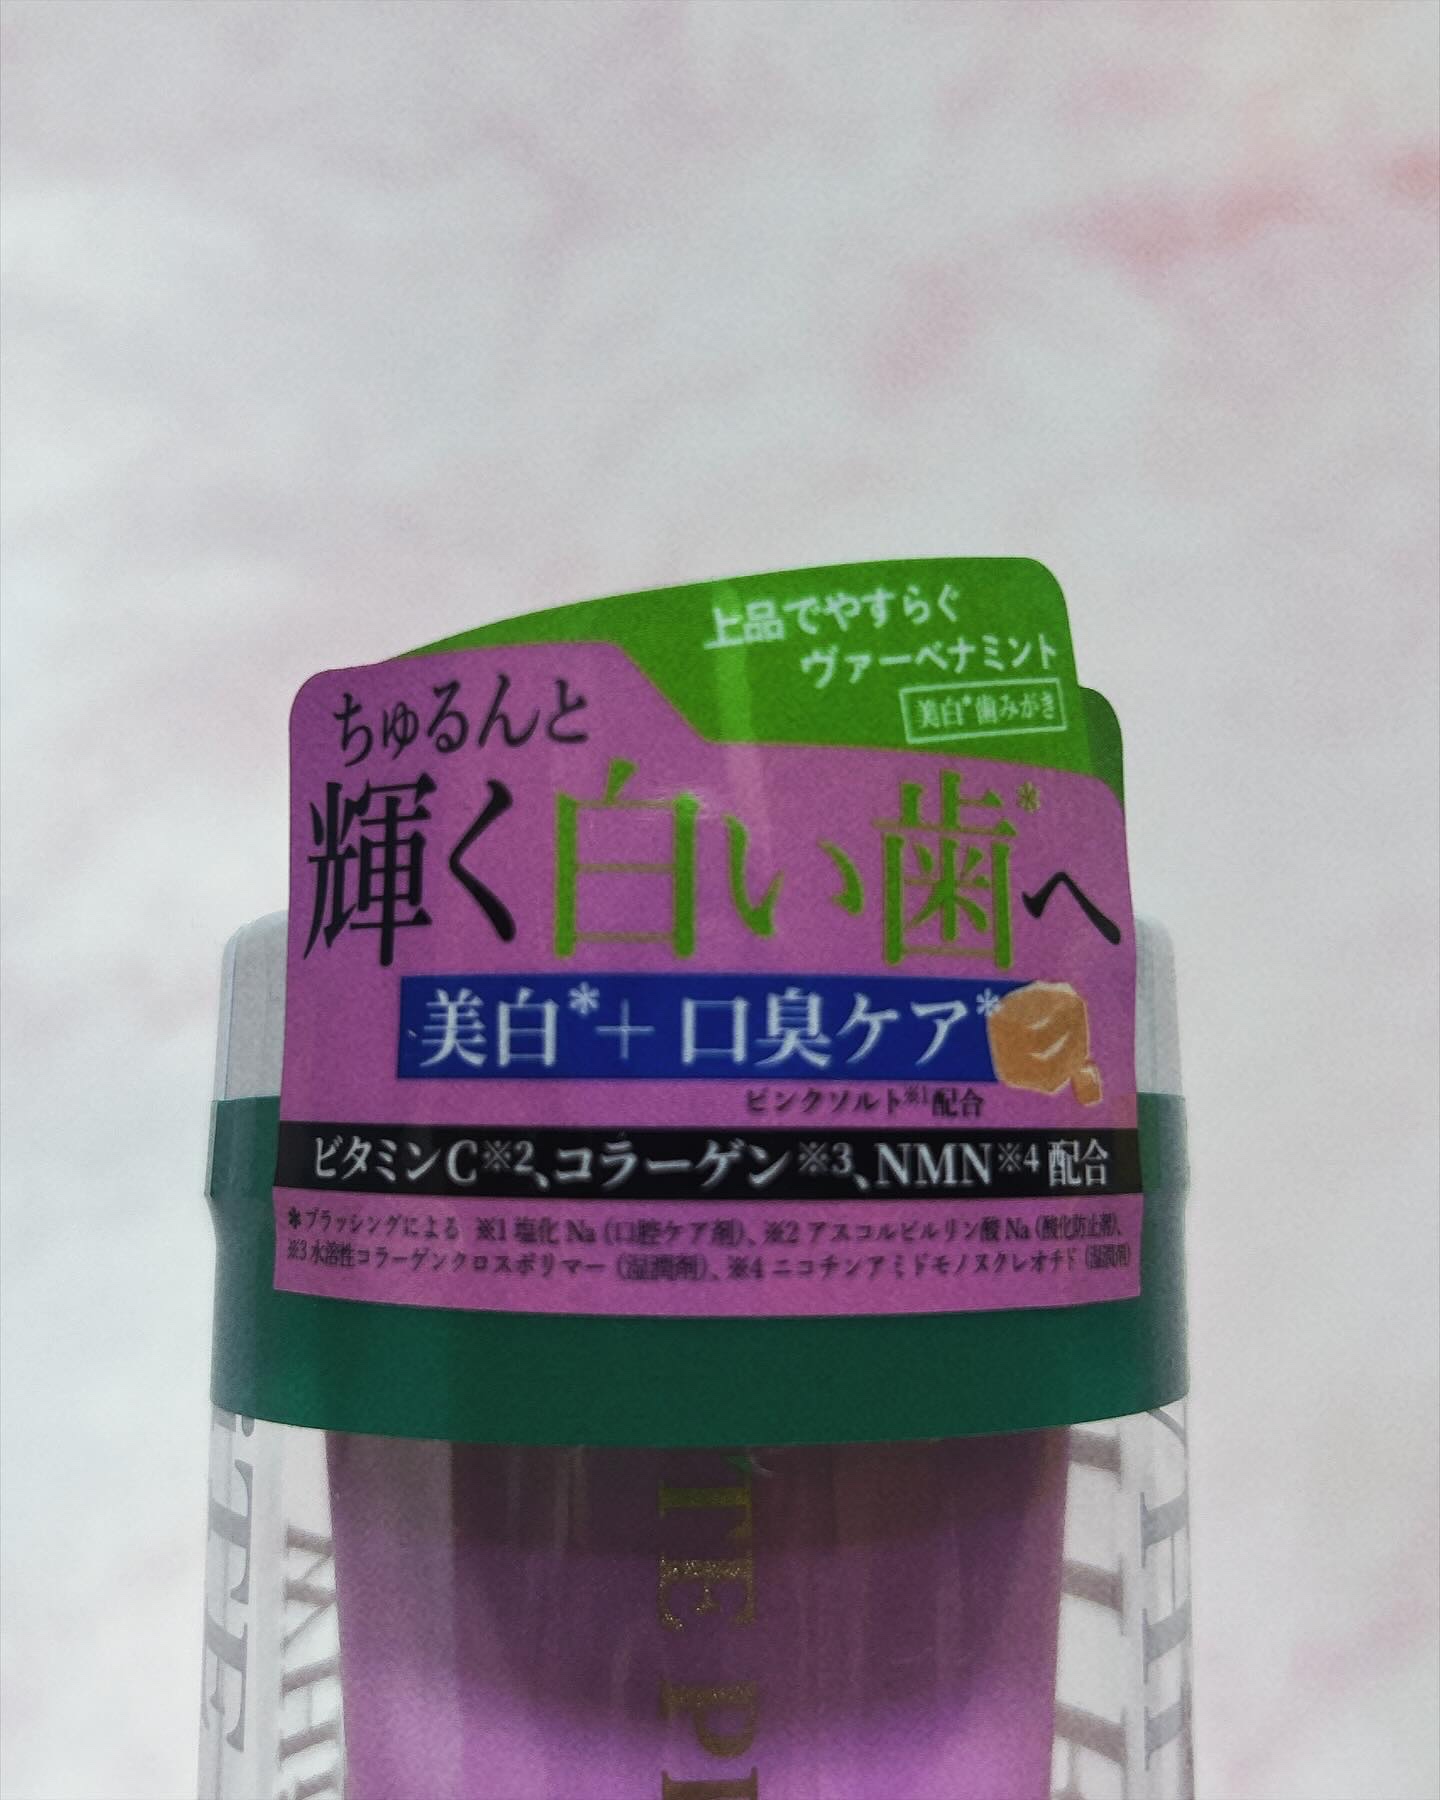 上品でやすらぐ
ヴァーベナミント
美白*歯みがき
ちゅるんと
輝く白い歯*へ
美白*+口臭ケア*
ピンクソルト※1配合
ビタミンC※2、コラーゲン※3、NMN※4配合
*ブラッシングによる ※1 塩化Na(口腔ケア剤)、※2 アスコルビルリン酸Na(酸化防止剤)、
※3 水溶性コラーゲンクロスポリマー(湿潤剤)、※4 ニコチンアミドモノヌクレオチド(湿潤剤)